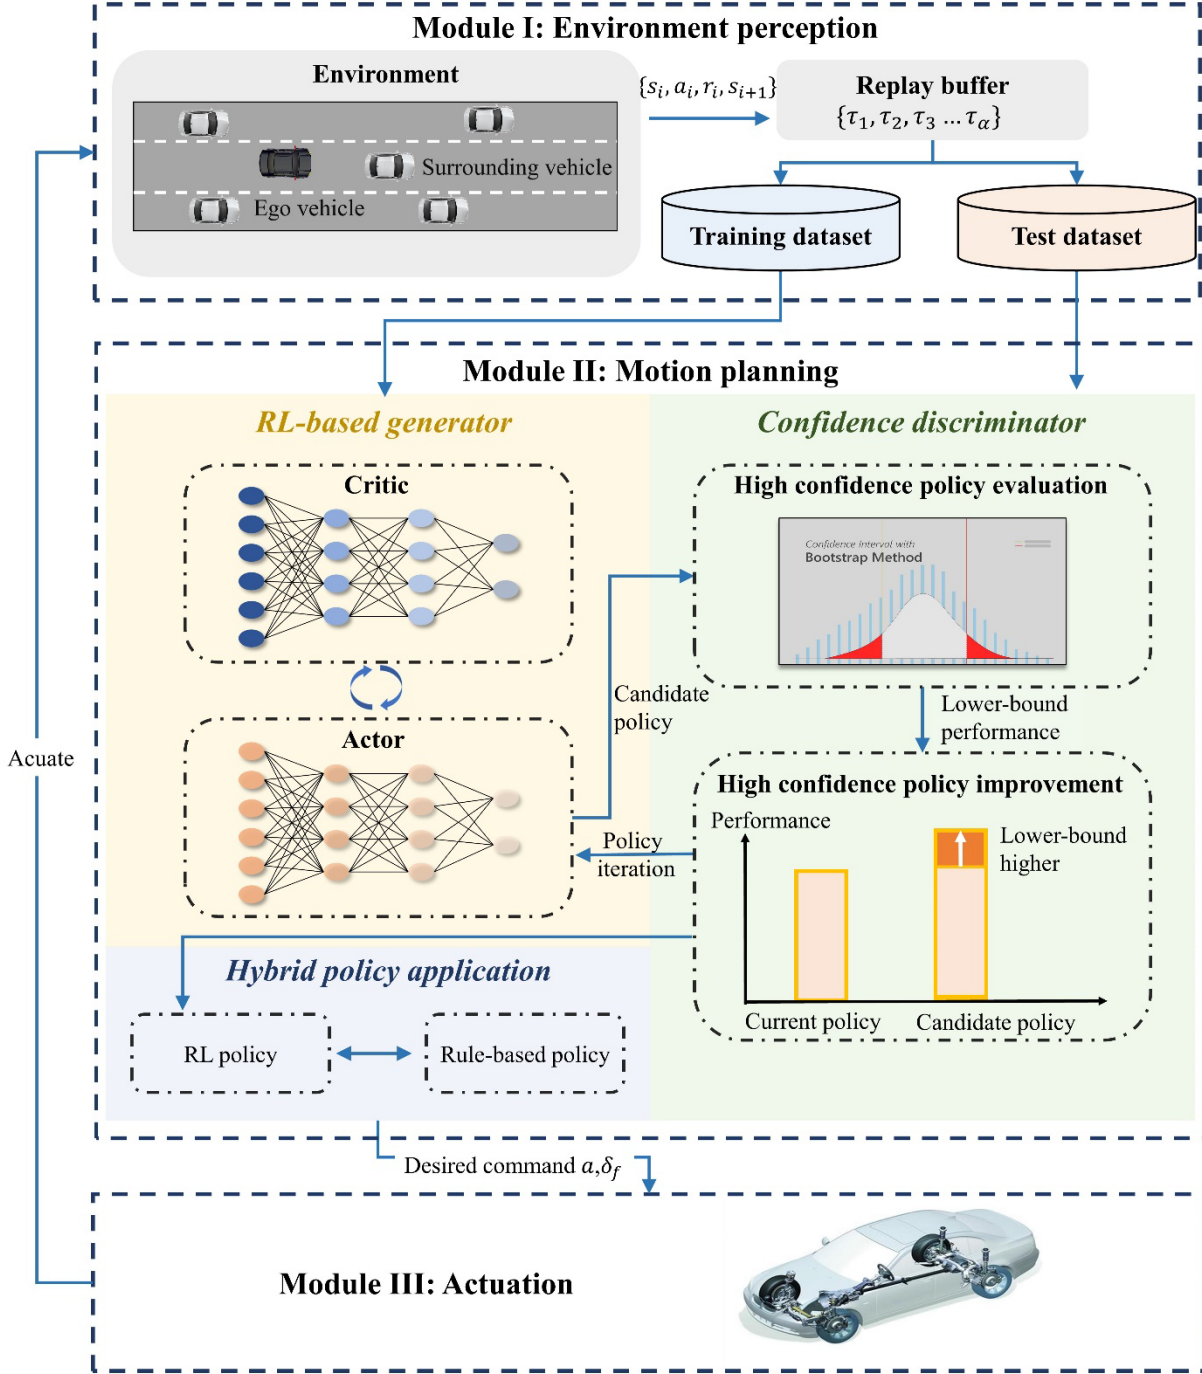 Module I: Environment perception
Environment
{s_i, a_i, r_i, s_{i+1}}
Replay buffer
{τ_1, τ_2, τ_3 … τ_α}
Surrounding vehicle
Ego vehicle
Training dataset
Test dataset
Module II: Motion planning
RL-based generator
Confidence discriminator
Critic
High confidence policy evaluation
Confidence Interval with
Bootstrap Method
Candidate
policy
Lower-bound
performance
Actor
Acuate
High confidence policy improvement
Performance
Lower-bound
higher
Policy
iteration
Current policy
Candidate policy
Hybrid policy application
RL policy
Rule-based policy
Desired command a,δ_f
Module III: Actuation